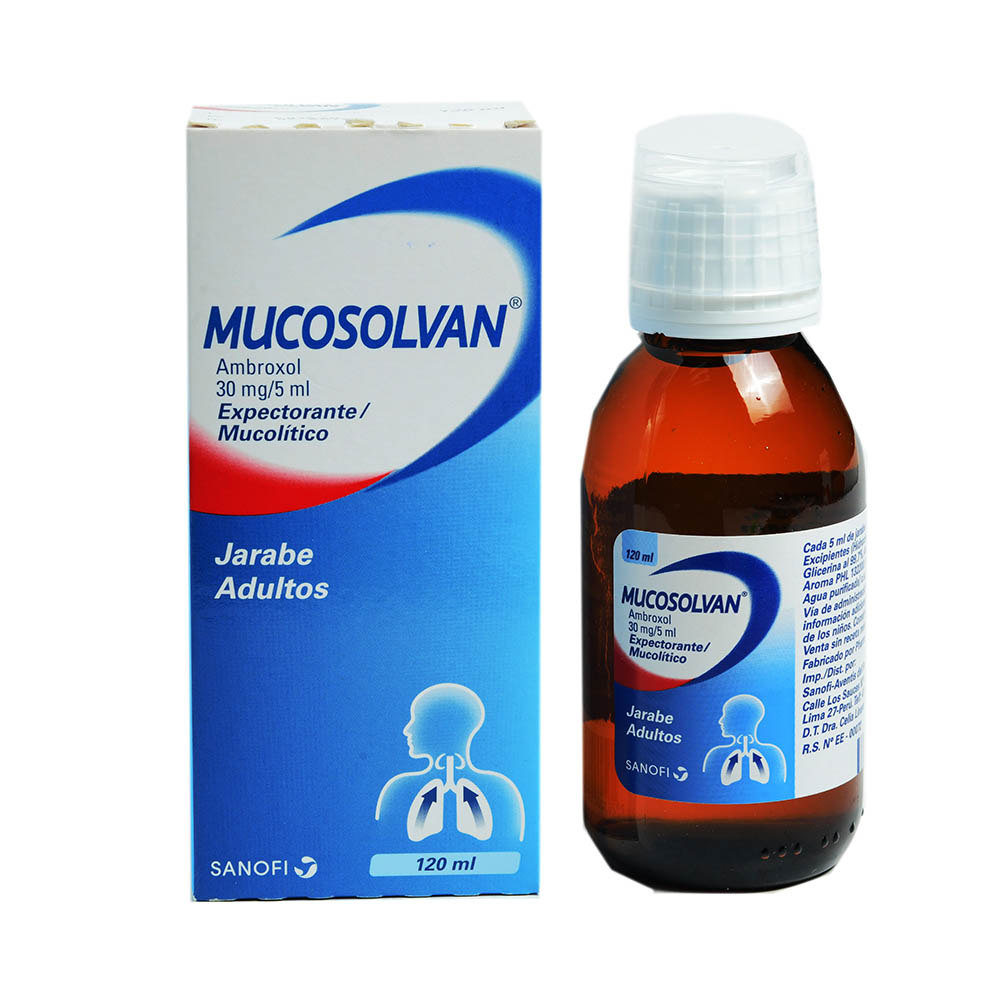 MUCOSOLVAN®
Ambroxol
30 mg/5 ml
Expectorante/
Mucolítico
Jarabe
Adultos
SANOFI
120 ml
120 ml
MUCOSOLVAN®
Ambroxol
30 mg/5 ml
Expectorante/
Mucolítico
Jarabe
Adultos
SANOFI
Cada 5 ml de
Excipientes
Glicerina al
Aroma PHL
Agua purificada
Vía de
información
de los niños.
Venta sin receta
Fabricado por
Imp./Dist. por:
Sanofi-Aventis
Calle Los
Lima 27-Perú.
D.T. Dra. Celia
R.S. N° EE -